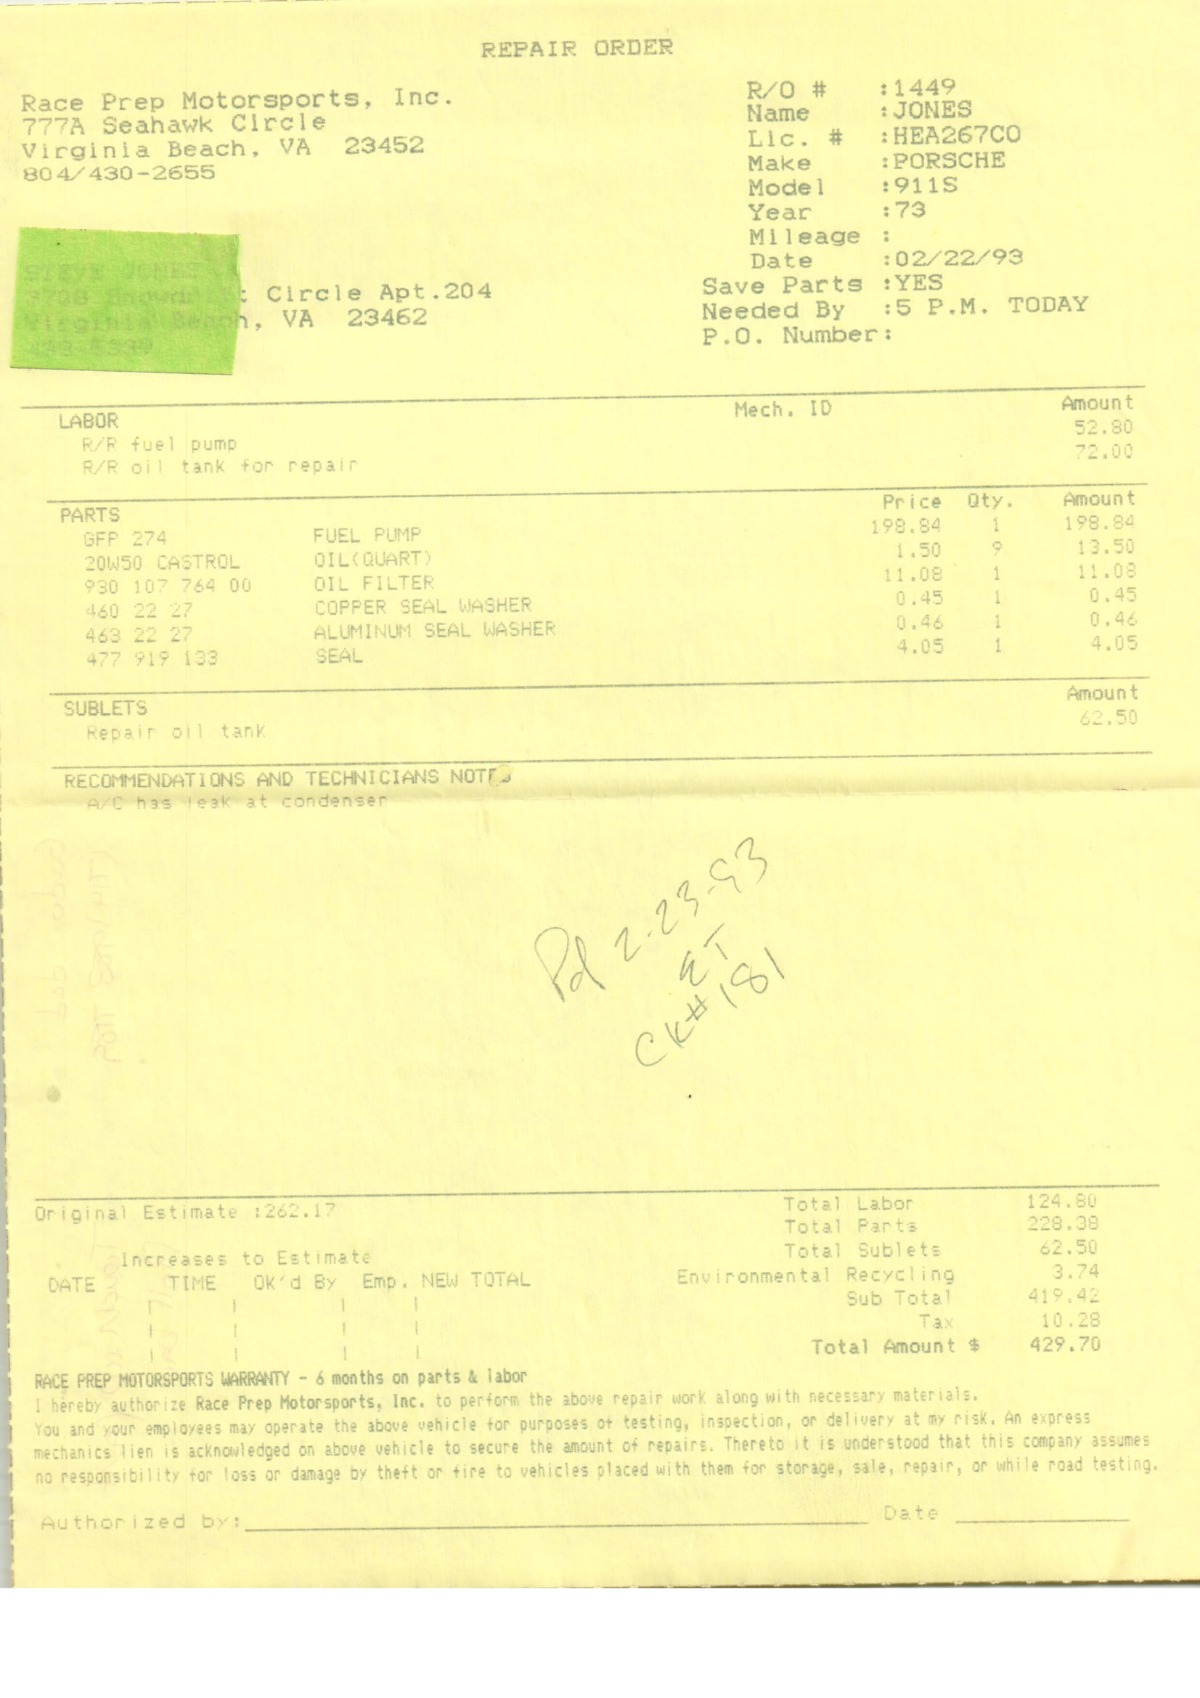 REPAIR ORDER
Race Prep Motorsports, Inc.
777A Seahawk Circle
Virginia Beach, VA 23452
804/430-2655
R/O # :1449
Name :JONES
Lic. # :HEA267CO
Make :PORSCHE
Model :911S
Year :73
Mileage :
Date :02/22/93
Save Parts :YES
Needed By :5 P.M. TODAY
P.O. Number:
STEVE JONES
Circle Apt.204
Virginia Beach, VA 23462
LABOR Mech. ID Amount
R/R fuel pump 52.80
R/R oil tank for repair 72.00
PARTS Price Qty. Amount
GFP 274 FUEL PUMP 198.84 1 198.84
20W50 CASTROL OIL(QUART) 1.50 9 13.50
930 107 764 00 OIL FILTER 11.08 1 11.08
460 22 27 COPPER SEAL WASHER 0.45 1 0.45
463 22 27 ALUMINUM SEAL WASHER 0.46 1 0.46
477 919 133 SEAL 4.05 1 4.05
SUBLETS Amount
Repair oil tank 62.50
RECOMMENDATIONS AND TECHNICIANS NOTES
A/C has leak at condenser
Pd 2-23-93
ET
CK# 181
Original Estimate :262.17
Increases to Estimate
DATE TIME OK'd By Emp. NEW TOTAL
Total Labor 124.80
Total Parts 228.38
Total Sublets 62.50
Environmental Recycling 3.74
Sub Total 419.42
Tax 10.28
Total Amount $ 429.70
RACE PREP MOTORSPORTS WARRANTY - 6 months on parts & labor
I hereby authorize Race Prep Motorsports, Inc. to perform the above repair work along with necessary materials.
You and your employees may operate the above vehicle for purposes of testing, inspection, or delivery at my risk. An express
mechanics lien is acknowledged on above vehicle to secure the amount of repairs. Thereto it is understood that this company assumes
no responsibility for loss or damage by theft or fire to vehicles placed with them for storage, sale, repair, or while road testing.
Authorized by: Date